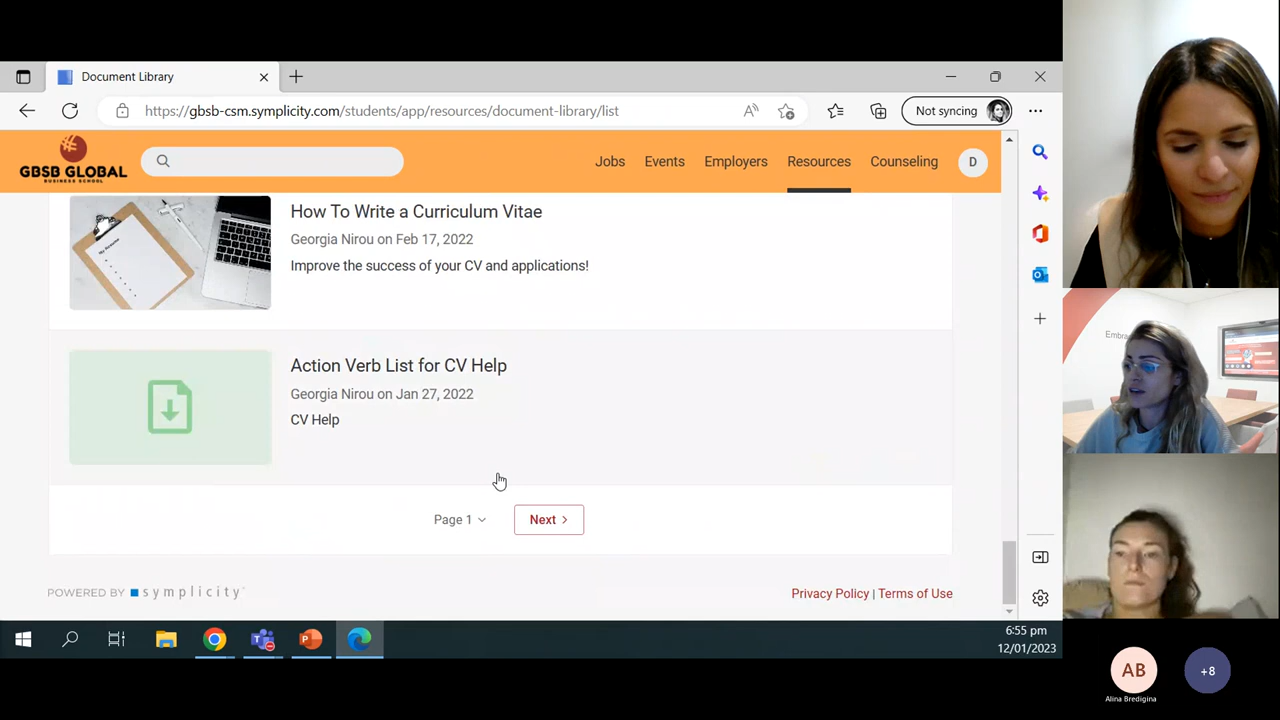 Document Library
https://gbsb-csm.symplicity.com/students/app/resources/document-library/list
Not syncing
GBSB GLOBAL
BUSINESS SCHOOL
Jobs
Events
Employers
Resources
Counseling
D
How To Write a Curriculum Vitae
Georgia Nirou on Feb 17, 2022
Improve the success of your CV and applications!
Action Verb List for CV Help
Georgia Nirou on Jan 27, 2022
CV Help
Page 1
Next
POWERED BY symplicity
Privacy Policy | Terms of Use
6:55 pm
12/01/2023
AB
+8
Alina Bredigina